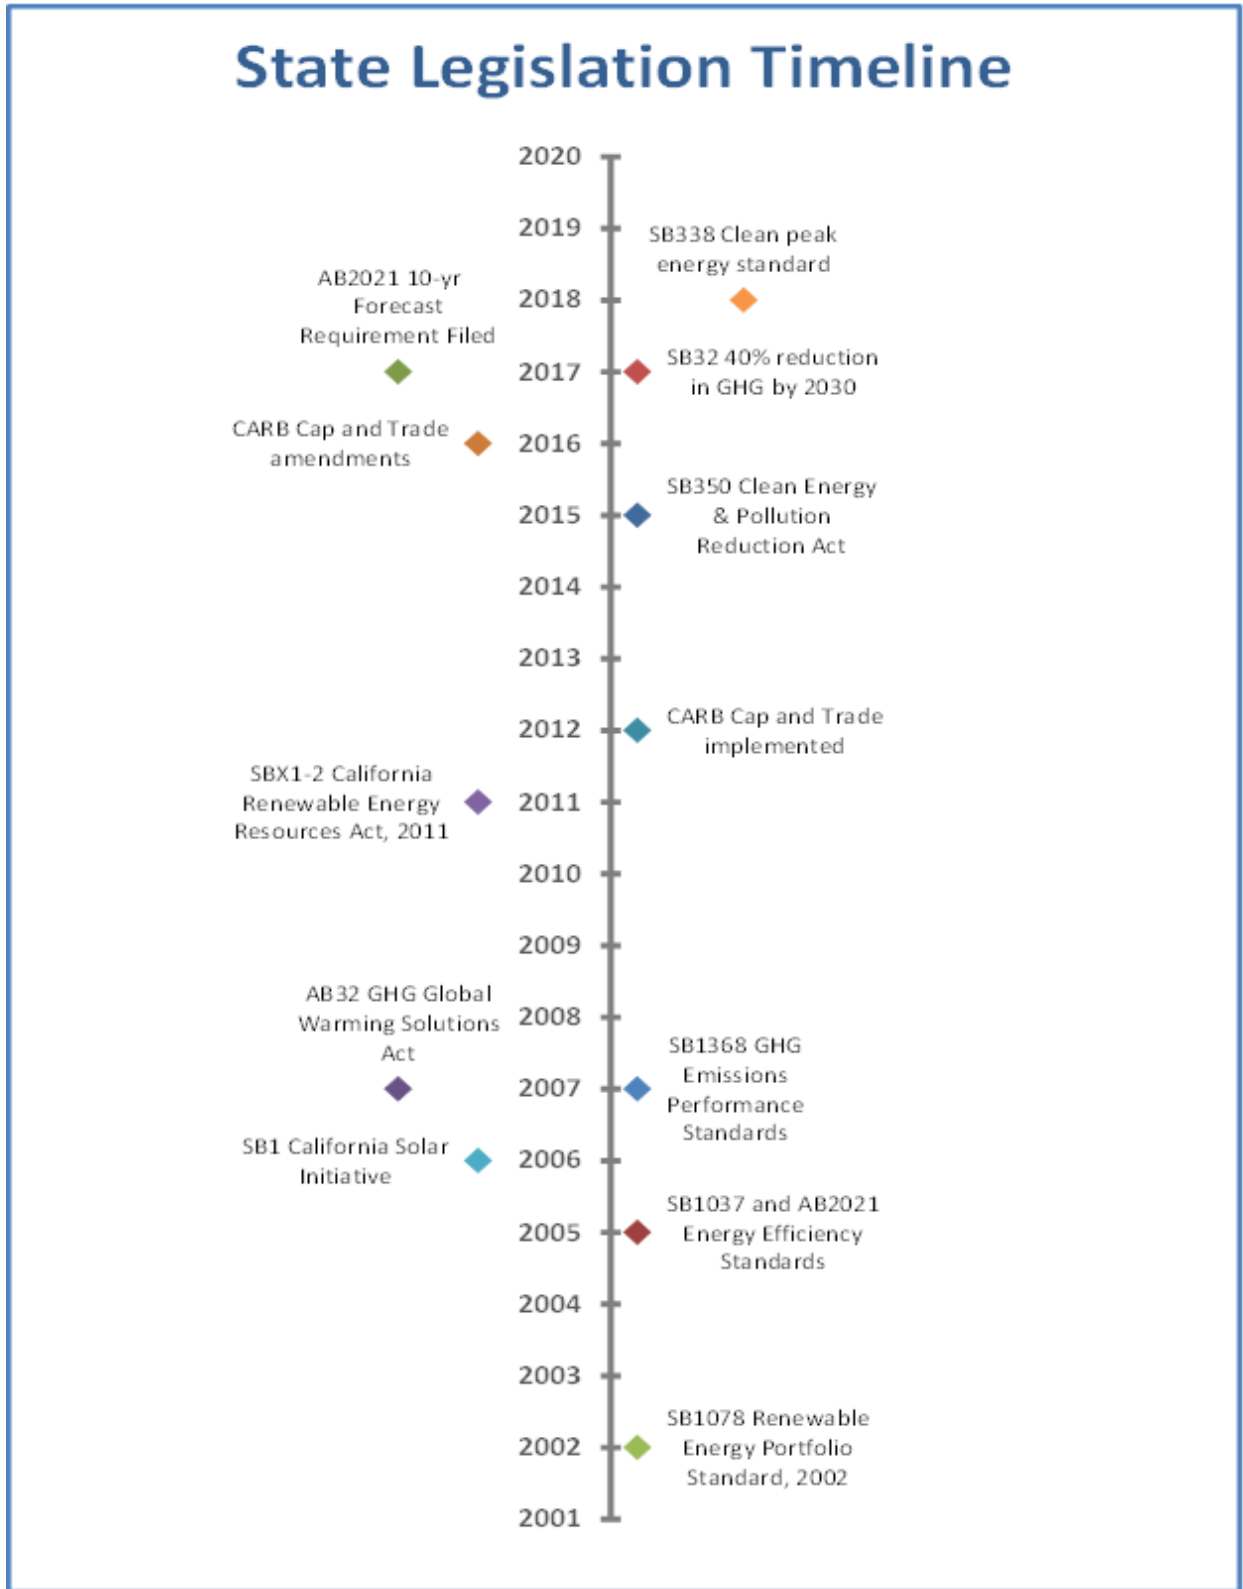 State Legislation Timeline
2020
2019
SB338 Clean peak
energy standard
AB2021 10-yr
Forecast
Requirement Filed
2018
2017
SB32 40% reduction
in GHG by 2030
CARB Cap and Trade
amendments
2016
SB350 Clean Energy
& Pollution
Reduction Act
2015
2014
2013
2012
CARB Cap and Trade
implemented
SBX1-2 California
Renewable Energy
Resources Act, 2011
2011
2010
2009
AB32 GHG Global
Warming Solutions
Act
2008
SB1368 GHG
Emissions
Performance
Standards
2007
SB1 California Solar
Initiative
2006
SB1037 and AB2021
Energy Efficiency
Standards
2005
2004
2003
SB1078 Renewable
Energy Portfolio
Standard, 2002
2002
2001